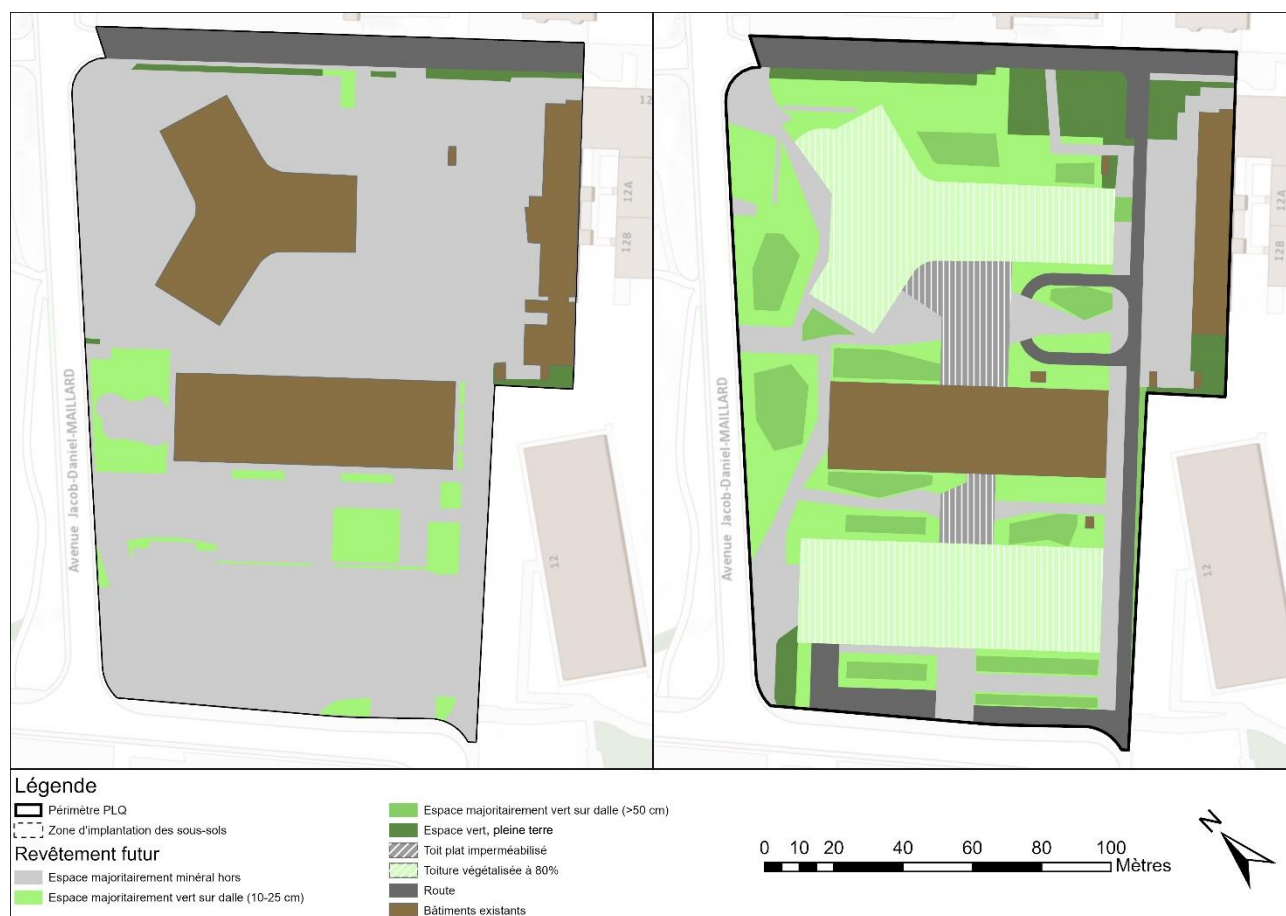 12
12A
12B
Avenue Jacob-Daniel-MAILLARD
12
12A
12B
Avenue Jacob-Daniel-MAILLARD
12
Légende
Périmètre PLQ
Zone d'implantation des sous-sols
Revêtement futur
Espace majoritairement minéral hors
Espace majoritairement vert sur dalle (10-25 cm)
Espace majoritairement vert sur dalle (>50 cm)
Espace vert, pleine terre
Toit plat imperméabilisé
Toiture végétalisée à 80%
Route
Bâtiments existants
0 10 20 40 60 80 100
Mètres
N